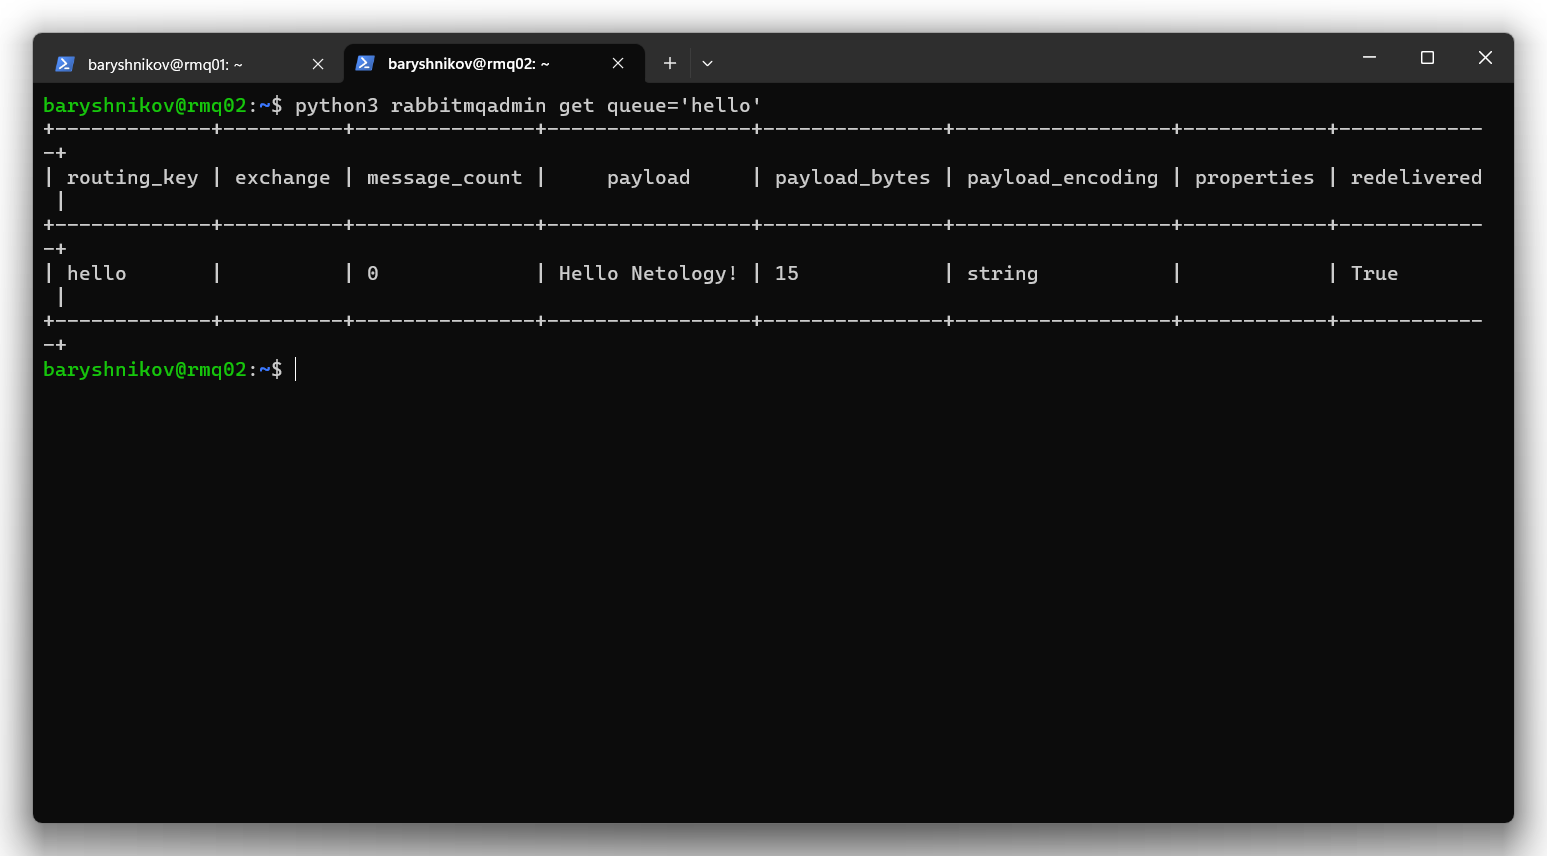 baryshnikov@rmq01: ~
baryshnikov@rmq02: ~
baryshnikov@rmq02:~$ python3 rabbitmqadmin get queue='hello'
+-------------+----------+---------------+-----------------+---------------+------------------+------------+------------
-+
| routing_key | exchange | message_count |     payload     | payload_bytes | payload_encoding | properties | redelivered
 |
+-------------+----------+---------------+-----------------+---------------+------------------+------------+------------
-+
| hello       |          | 0             | Hello Netology! | 15            | string           |            | True
 |
+-------------+----------+---------------+-----------------+---------------+------------------+------------+------------
-+
baryshnikov@rmq02:~$